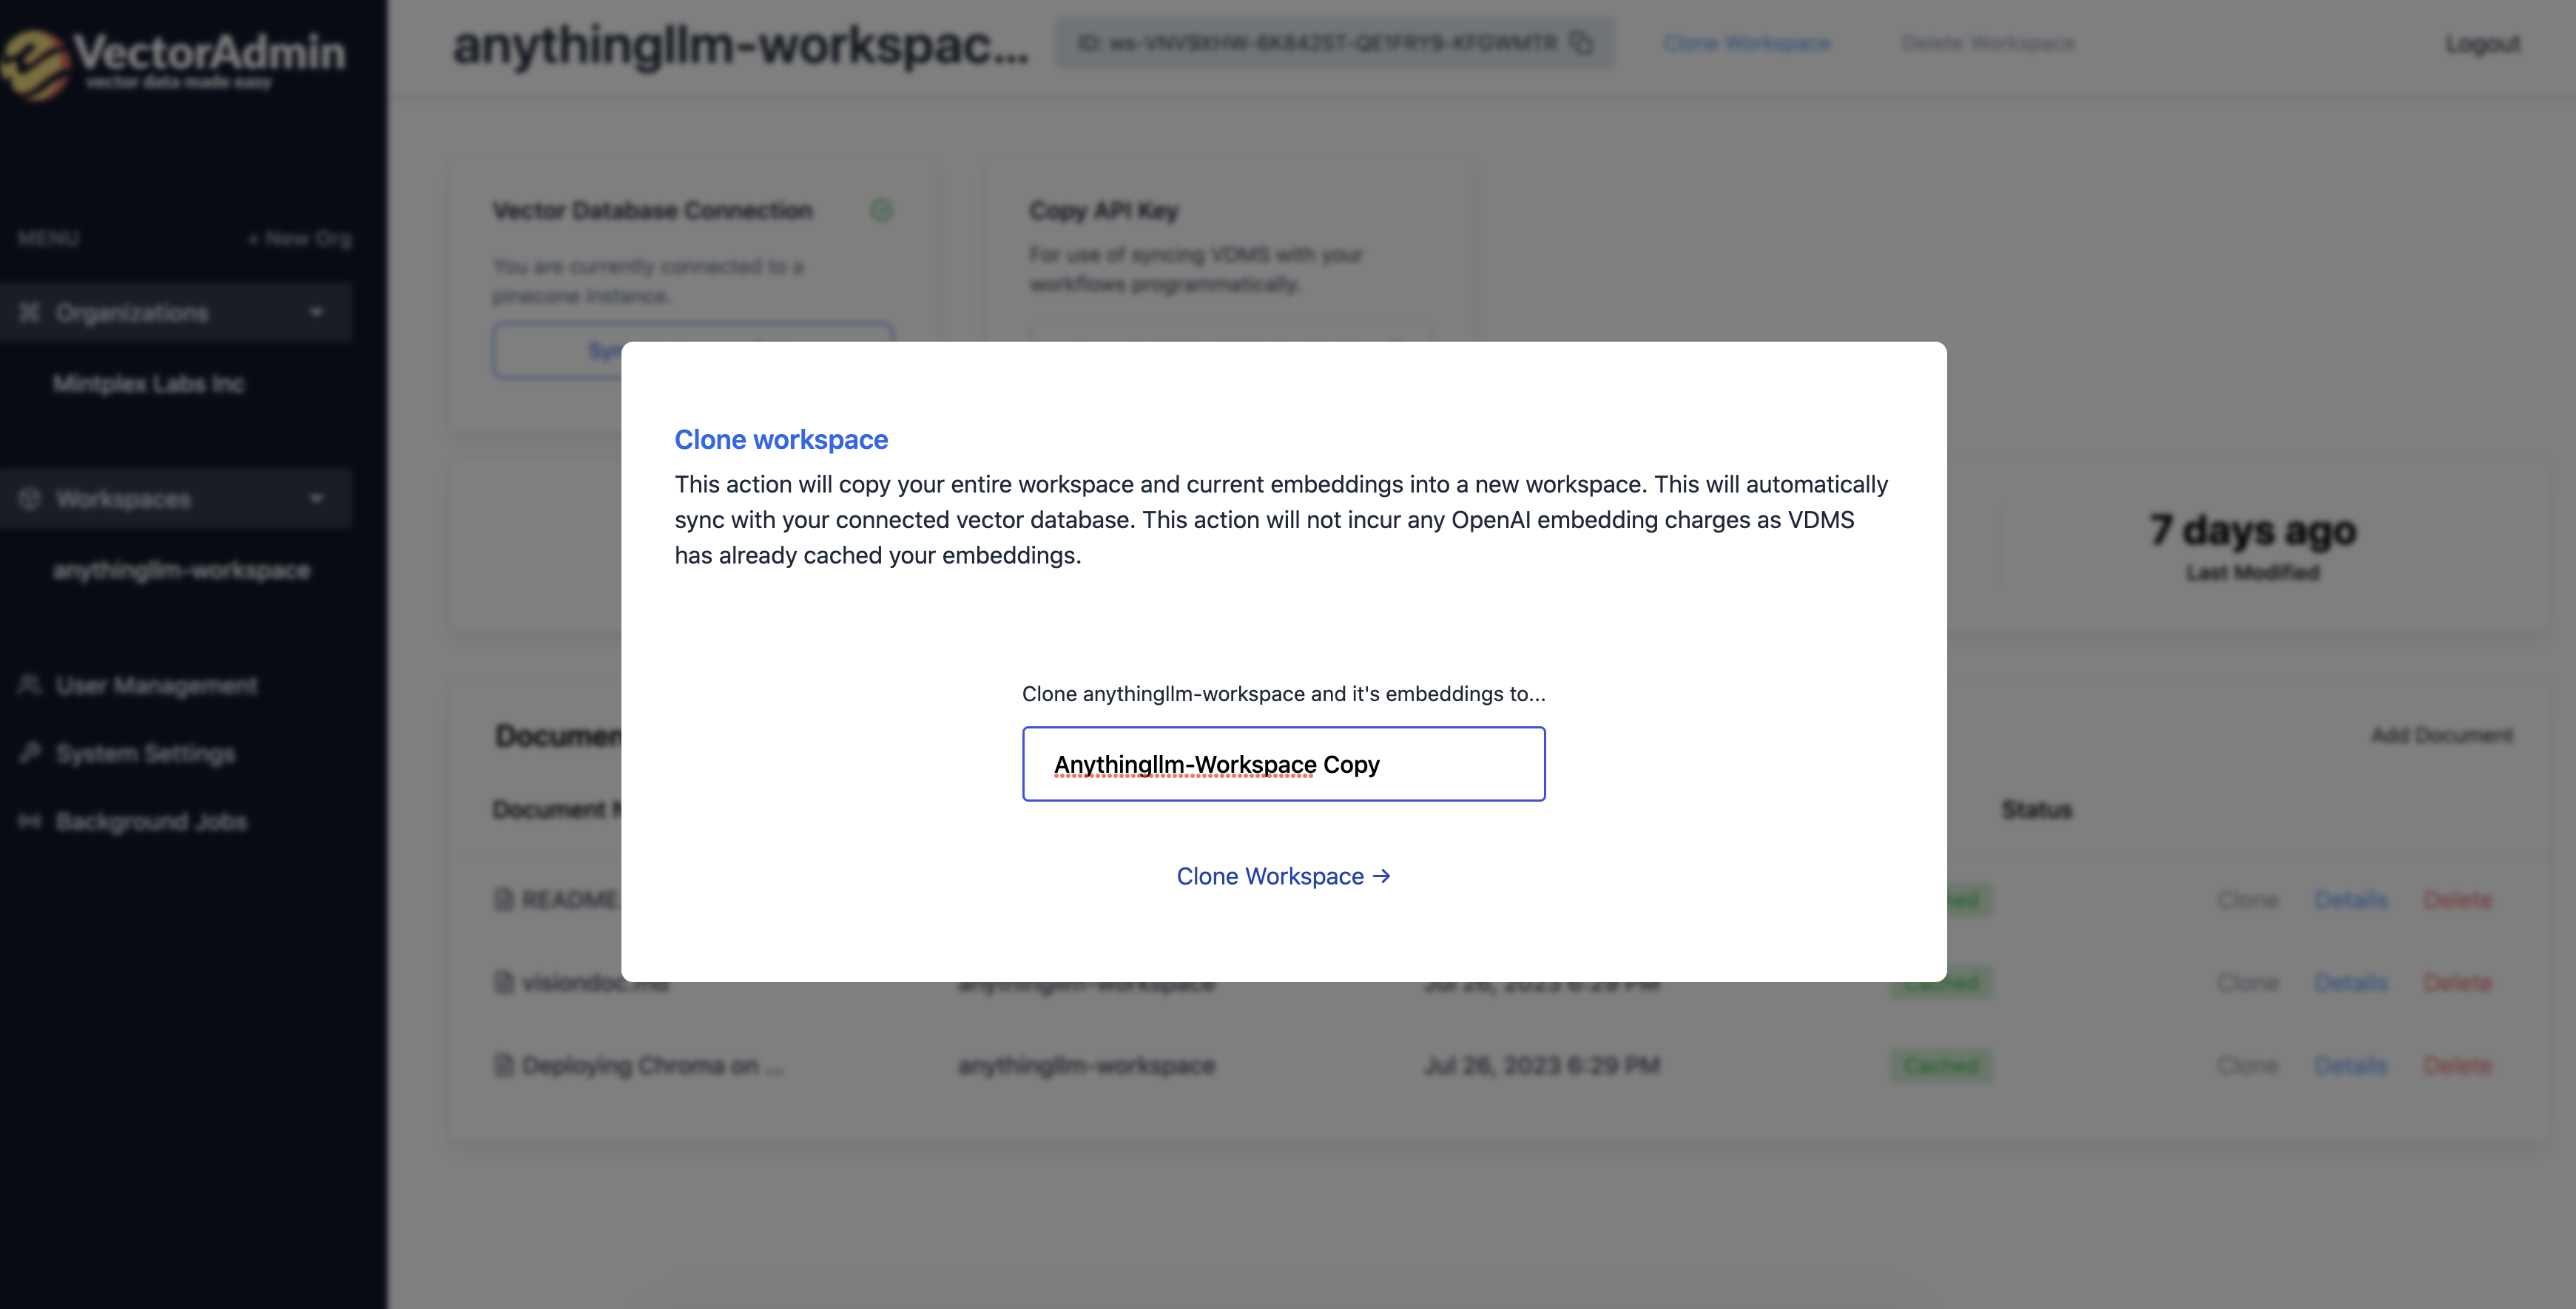 VectorAdmin
vector data made easy
MENU
+ New Org
Organizations
Mintplex Labs Inc
Workspaces
anythingllm-workspace
User Management
System Settings
Background Jobs
anythingllm-workspac...
Clone Workspace
Delete Workspace
Logout
Vector Database Connection
You are currently connected to a
pinecone instance.
Copy API Key
For use of syncing VDMS with your
workflows programmatically.
Clone workspace
This action will copy your entire workspace and current embeddings into a new workspace. This will automatically
sync with your connected vector database. This action will not incur any OpenAI embedding charges as VDMS
has already cached your embeddings.
Clone anythingllm-workspace and it's embeddings to...
Anythingllm-Workspace Copy
Clone Workspace →
7 days ago
Last Modified
Add Document
Document
Status
README.
Clone Details Delete
visiondoc.md anythingllm-workspace Jul 26, 2023 6:29 PM Cached Clone Details Delete
Deploying Chroma on ... anythingllm-workspace Jul 26, 2023 6:29 PM Cached Clone Details Delete